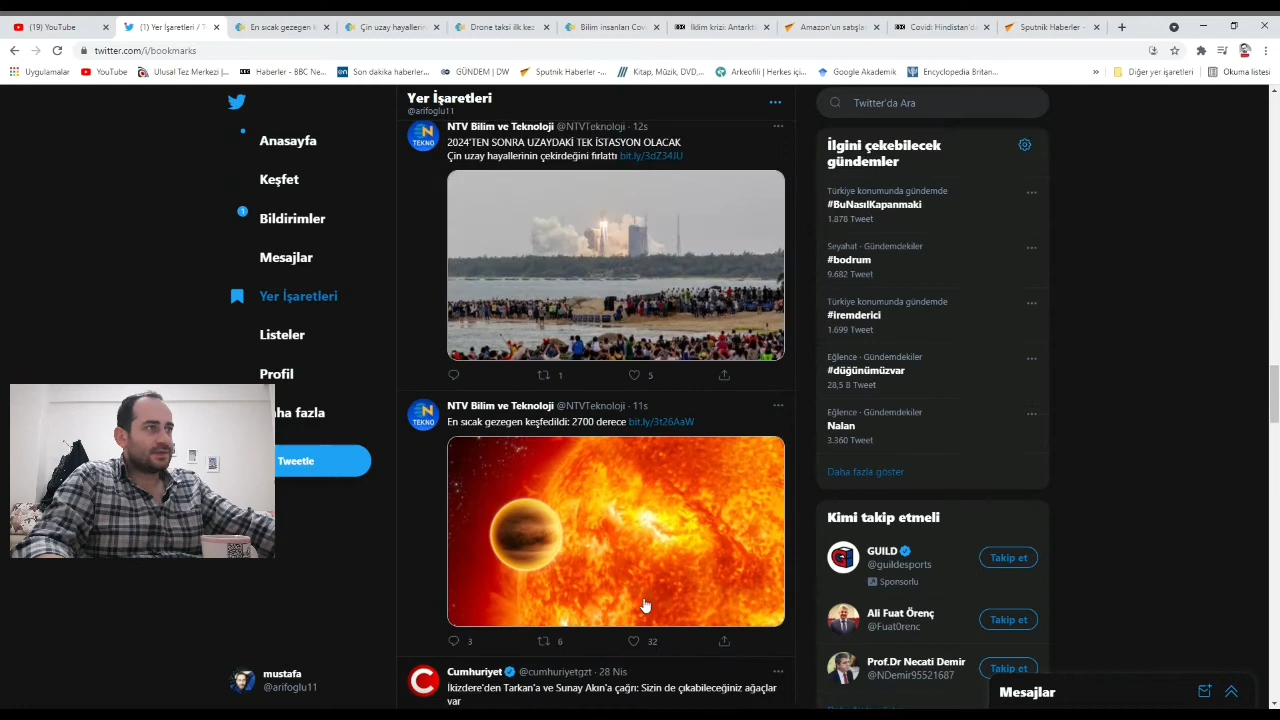 (19) YouTube
(1) Yer İşaretleri / T
En sıcak gezegen k
Çin uzay hayallerin
Drone taksi ilk kez
Bilim insanları Cov
İklim krizi: Antarkti
Amazon'un satışla
Covid: Hindistan'da
Sputnik Haberler -
twitter.com/i/bookmarks
Uygulamalar
YouTube
Ulusal Tez Merkezi |...
Haberler - BBC Ne...
Son dakika haberler...
GÜNDEM | DW
Sputnik Haberler -...
Kitap, Müzik, DVD,...
Arkeofili | Herkes içi...
Google Akademik
Encyclopedia Britan...
»
Diğer yer işaretleri
Okuma listesi
Anasayfa
Keşfet
1
Bildirimler
Mesajlar
Yer İşaretleri
Listeler
Profil
aha fazla
Tweetle
mustafa
@arifoglu11
Yer İşaretleri
@arifoglu11
NTV Bilim ve Teknoloji @NTVTeknoloji · 12s
2024'TEN SONRA UZAYDAKİ TEK İSTASYON OLACAK
Çin uzay hayallerinin çekirdeğini fırlattı bit.ly/3dZ34JU
N
TEKNO
1
5
NTV Bilim ve Teknoloji @NTVTeknoloji · 11s
En sıcak gezegen keşfedildi: 2700 derece bit.ly/3t26AaW
N
TEKNO
3
6
32
Cumhuriyet @cumhuriyetgzt · 28 Nis
İkizdere'den Tarkan'a ve Sunay Akın'a çağrı: Sizin de çıkabileceğiniz ağaçlar
var
Twitter'da Ara
İlgini çekebilecek
gündemler
Türkiye konumunda gündemde
#BuNasılKapanmaki
1.878 Tweet
Seyahat · Gündemdekiler
#bodrum
9.682 Tweet
Türkiye konumunda gündemde
#iremderici
1.699 Tweet
Eğlence · Gündemdekiler
#düğünümüzvar
28,5 B Tweet
Eğlence · Gündemdekiler
Nalan
3.360 Tweet
Daha fazla göster
Kimi takip etmeli
GUILD
@guildesports
Sponsorlu
Takip et
Ali Fuat Örenç
@Fuat0renc
Takip et
Prof.Dr Necati Demir
@NDemir95521687
Takip et
Mesajlar